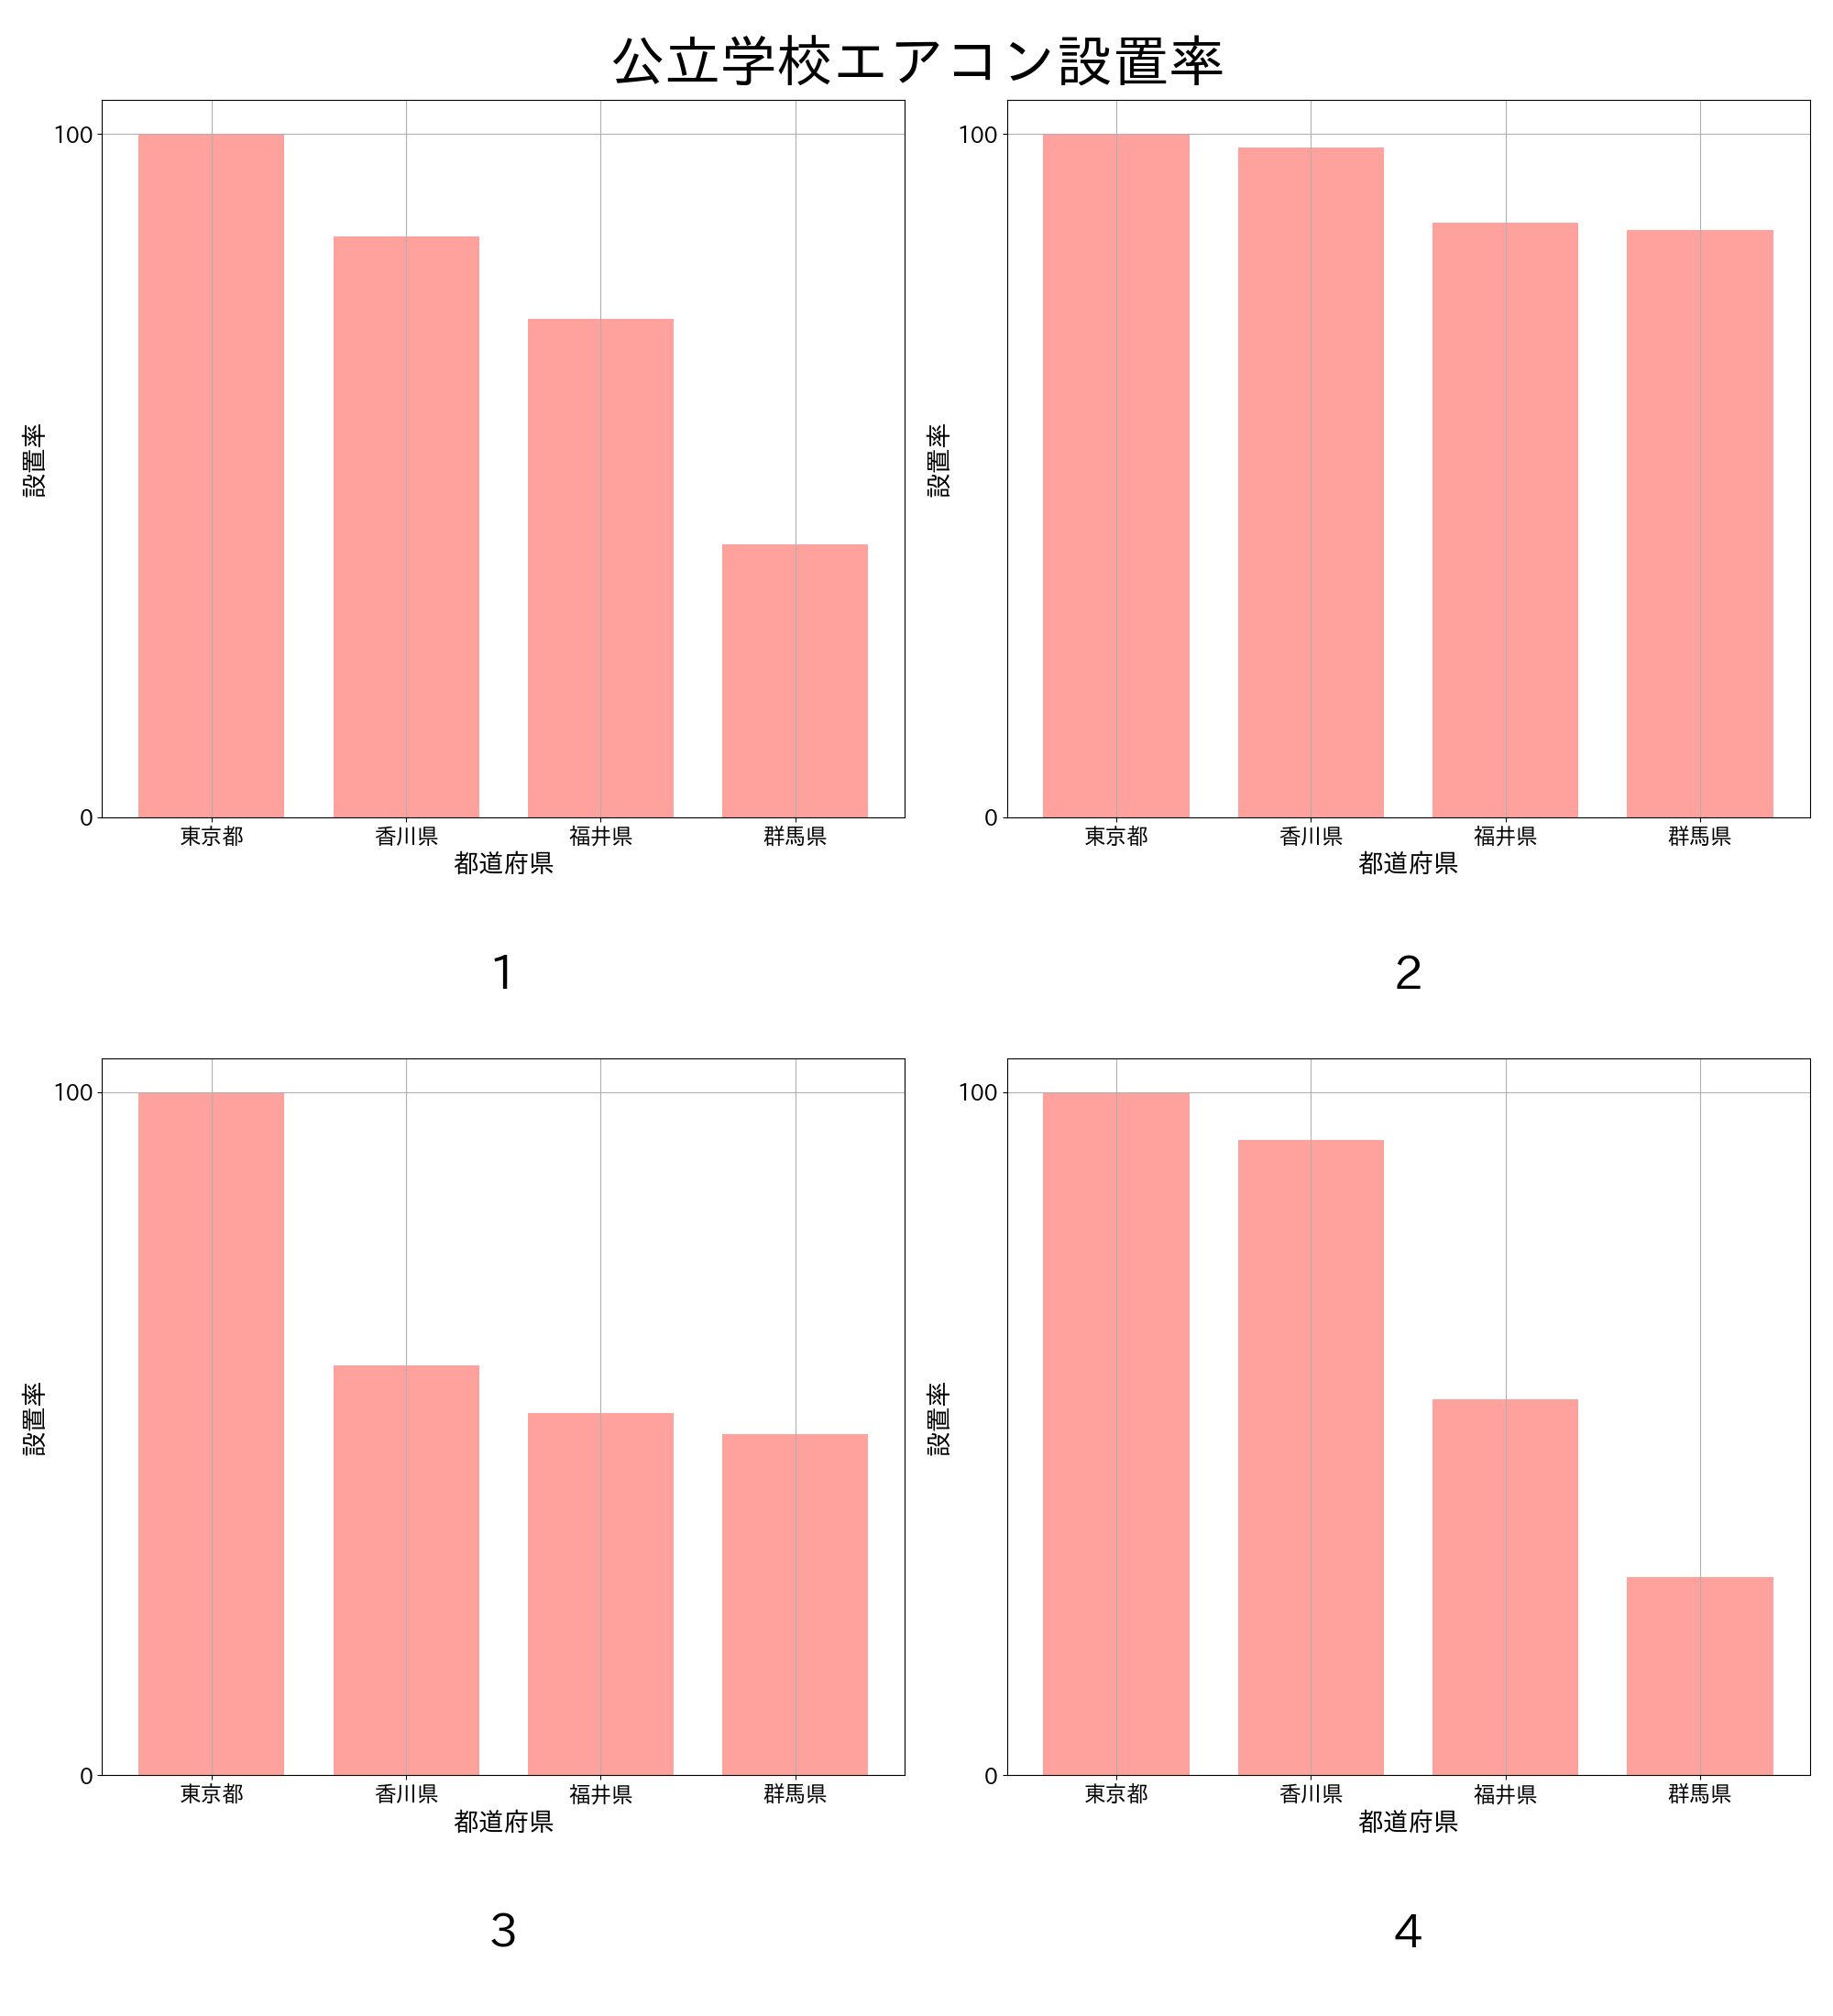 公立学校エアコン設置率
100
0
設置率
東京都 香川県 福井県 群馬県
都道府県
1
100
0
設置率
東京都 香川県 福井県 群馬県
都道府県
2
100
0
設置率
東京都 香川県 福井県 群馬県
都道府県
3
100
0
設置率
東京都 香川県 福井県 群馬県
都道府県
4